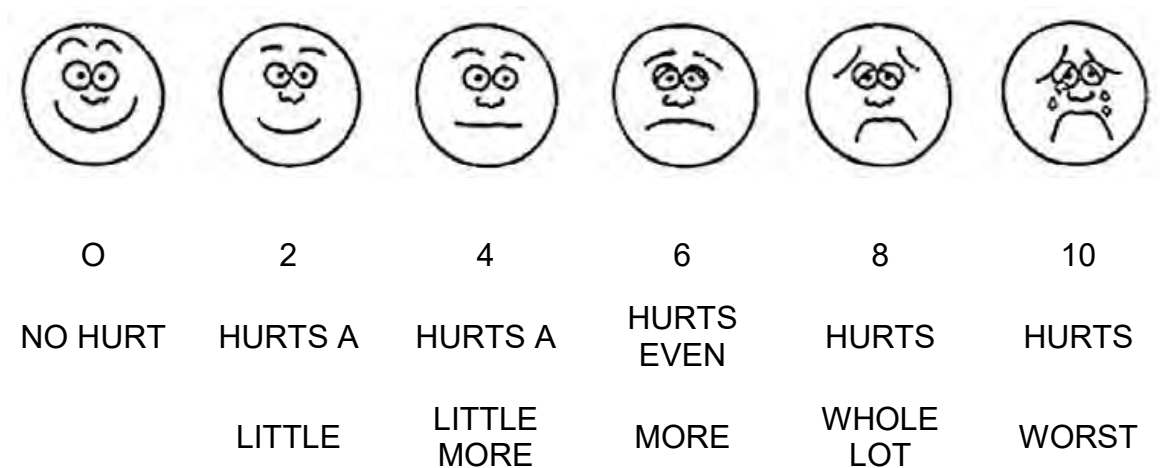 O 2 4 6 8 10
NO HURT HURTS A HURTS A HURTS EVEN HURTS HURTS
LITTLE LITTLE MORE MORE WHOLE LOT WORST